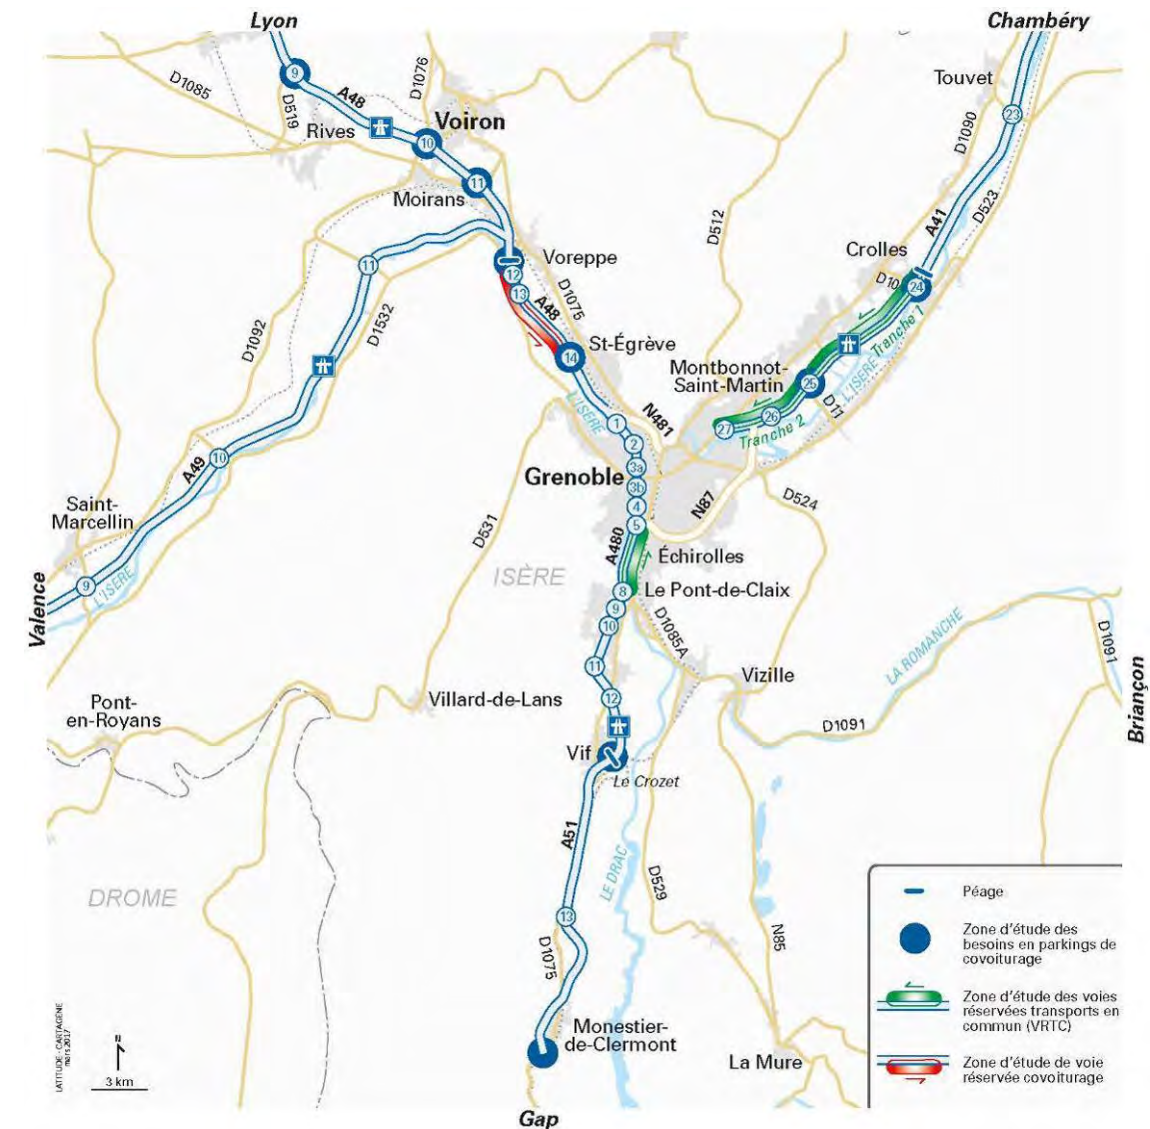 Lyon
Chambéry
Touvet
D1076
D1085
A48
9
D519
Rives
Voiron
10
23
D1090
11
Moirans
D523
A41
D512
Crolles
Voreppe
11
12
D10
24
13
A48
D1075
D1532
D1092
Tranche 1
St-Égrève
14
Montbonnot-
Saint-Martin
25
L'ISÈRE
D11
L'ISÈRE
N481
1
26
27
Tranche 2
2
10
A49
3a
Grenoble
3b
4
N87
D524
Saint-
Marcellin
5
D531
A480
Échirolles
ISÈRE
9
L'ISÈRE
8
Le Pont-de-Claix
Valence
9
10
D1085A
LA ROMANCHE
D1091
11
Vizille
12
Villard-de-Lans
Pont-
en-Royans
D1091
Briançon
Vif
Le Crozet
A51
LE DRAC
D529
DROME
13
N85
D1075
Monestier-
de-Clermont
La Mure
Gap
Péage
Zone d'étude des
besoins en parkings de
covoiturage
Zone d'étude des voies
réservées transports en
commun (VRTC)
Zone d'étude de voie
réservée covoiturage
LATITUDE-CARTAGÈNE
mars 2017
N
3 km